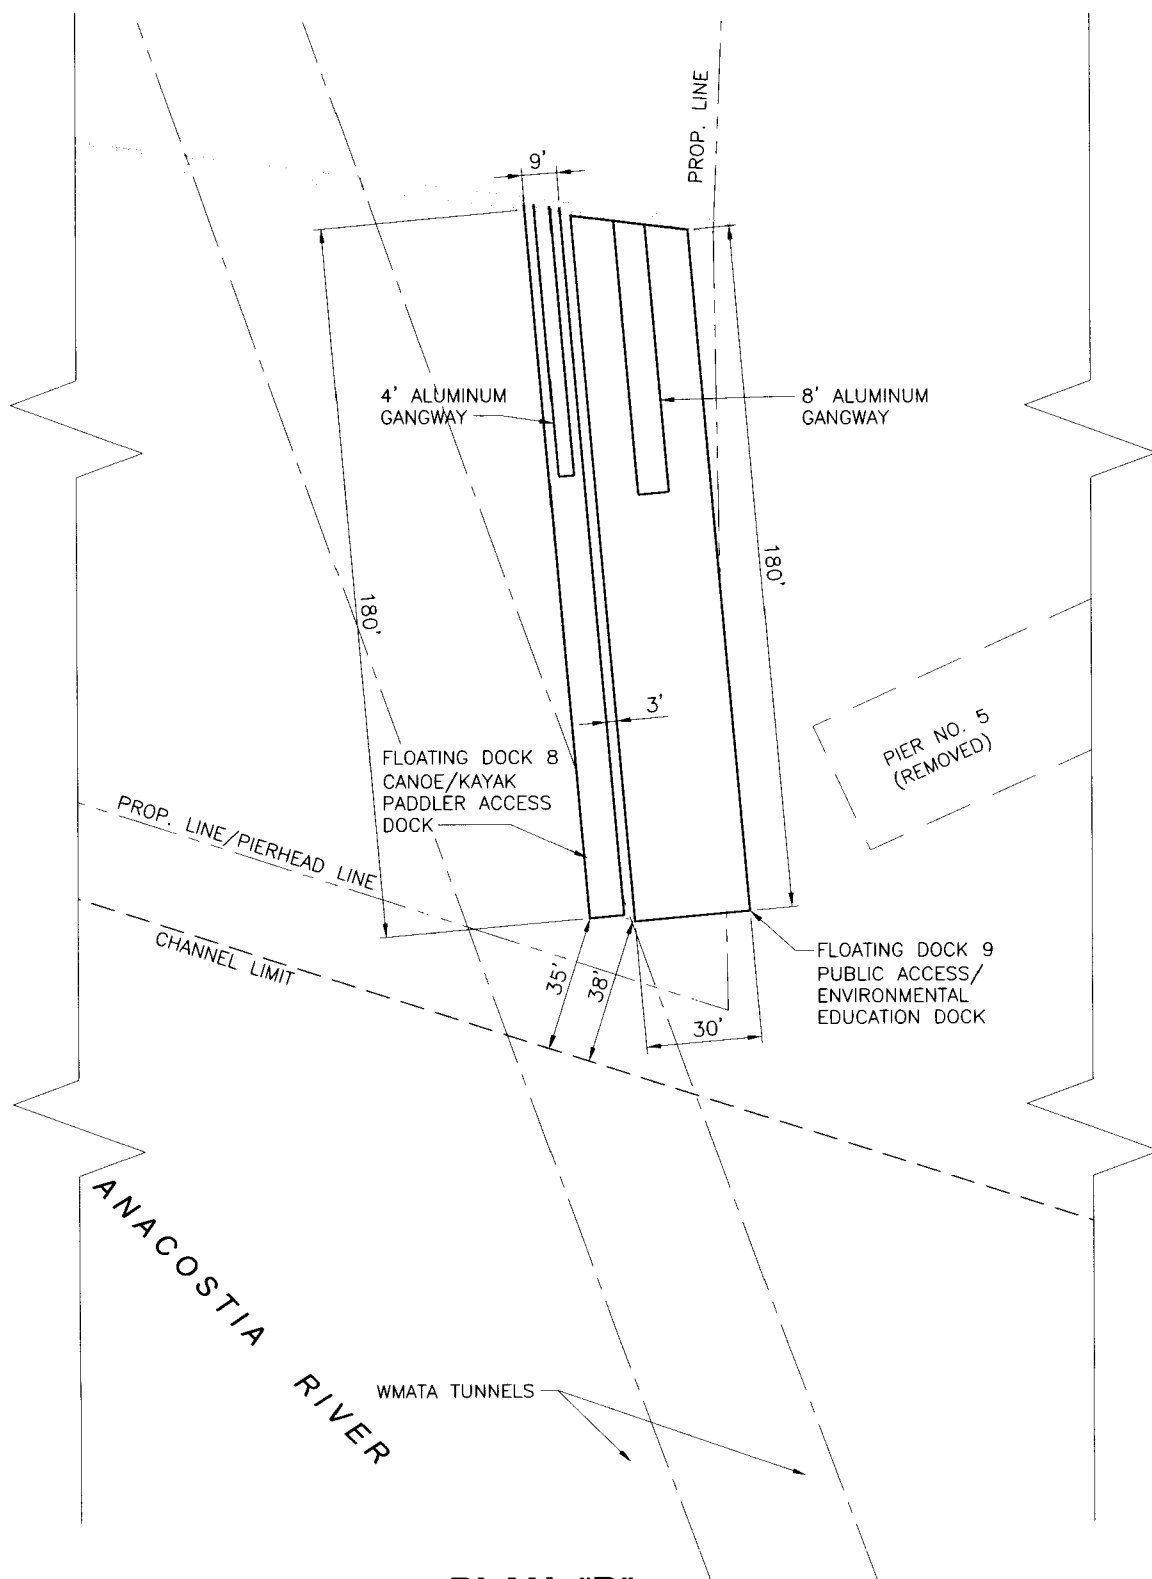 9'
PROP. LINE
4' ALUMINUM
GANGWAY
8' ALUMINUM
GANGWAY
180'
180'
3'
PIER NO. 5
(REMOVED)
FLOATING DOCK 8
CANOE/KAYAK
PADDLER ACCESS
DOCK
PROP. LINE/PIERHEAD LINE
CHANNEL LIMIT
35'
38'
30'
FLOATING DOCK 9
PUBLIC ACCESS/
ENVIRONMENTAL
EDUCATION DOCK
ANACOSTIA RIVER
WMATA TUNNELS